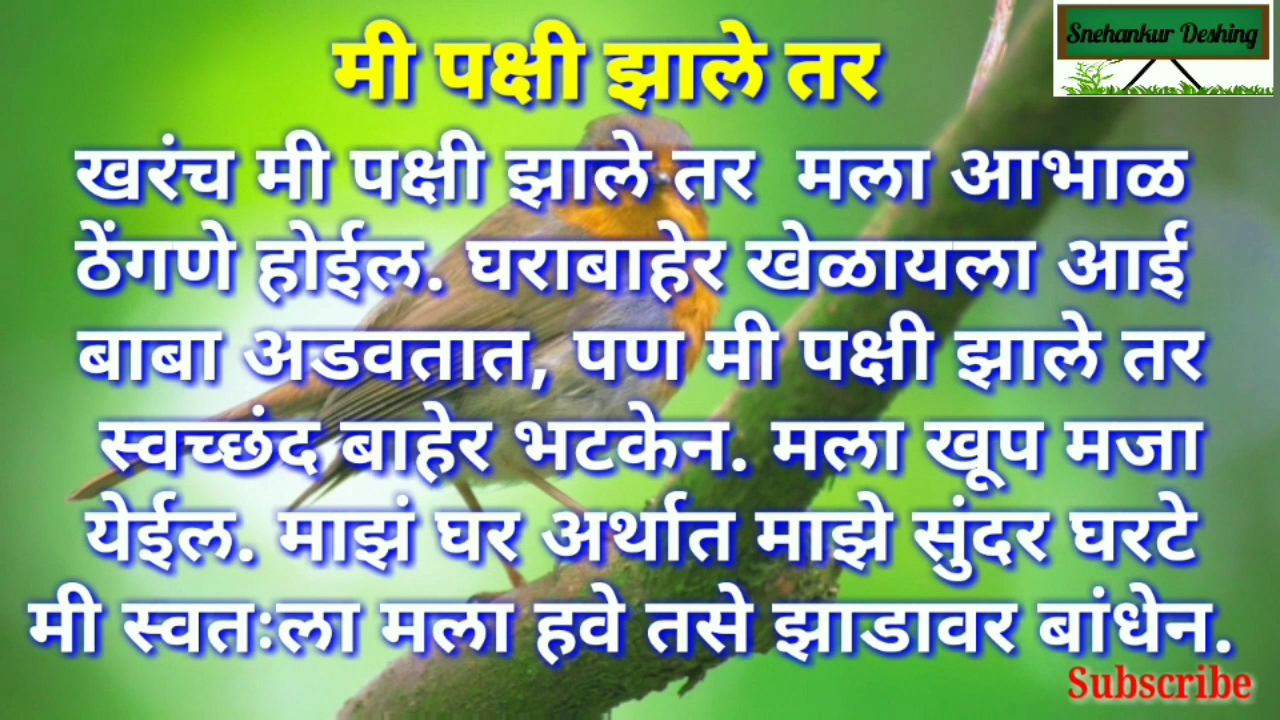 मी पक्षी झाले तर
Snehankur Deshing
खरंच मी पक्षी झाले तर मला आभाळ
ठेंगणे होईल. घराबाहेर खेळायला आई
बाबा अडवतात, पण मी पक्षी झाले तर
स्वच्छंद बाहेर भटकेन. मला खूप मजा
येईल. माझं घर अर्थात माझे सुंदर घरटे
मी स्वतःला मला हवे तसे झाडावर बांधेन.
Subscribe